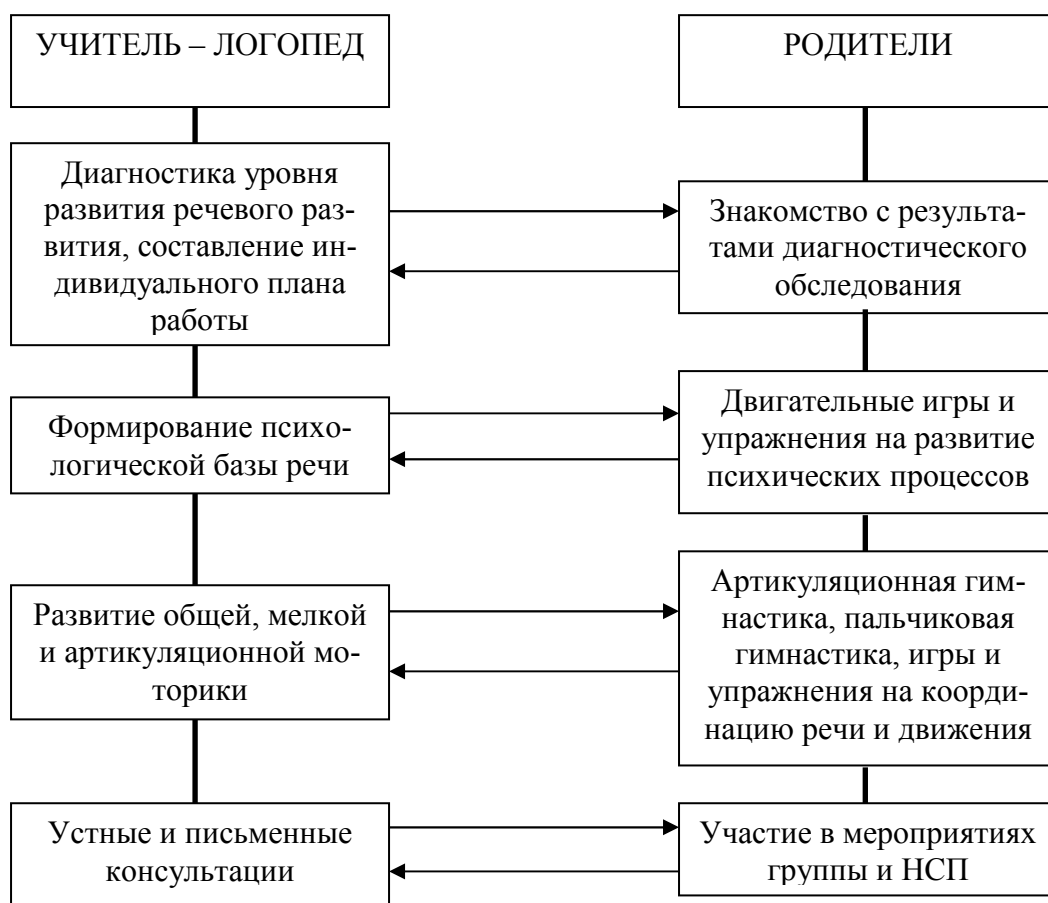 УЧИТЕЛЬ – ЛОГОПЕД
РОДИТЕЛИ
Диагностика уровня
развития речевого раз-
вития, составление ин-
дивидуального плана
работы
Знакомство с результа-
тами диагностического
обследования
Формирование психо-
логической базы речи
Двигательные игры и
упражнения на развитие
психических процессов
Развитие общей, мелкой
и артикуляционной мо-
торики
Артикуляционная гим-
настика, пальчиковая
гимнастика, игры и
упражнения на коорди-
нацию речи и движения
Устные и письменные
консультации
Участие в мероприятиях
группы и НСП